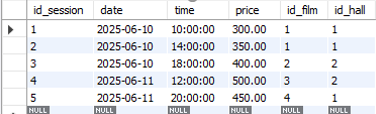 id_session date time price id_film id_hall
1 2025-06-10 10:00:00 300.00 1 1
2 2025-06-10 14:00:00 350.00 1 1
3 2025-06-10 18:00:00 400.00 2 2
4 2025-06-11 12:00:00 500.00 3 2
5 2025-06-11 20:00:00 450.00 4 1
NULL NULL NULL NULL NULL NULL